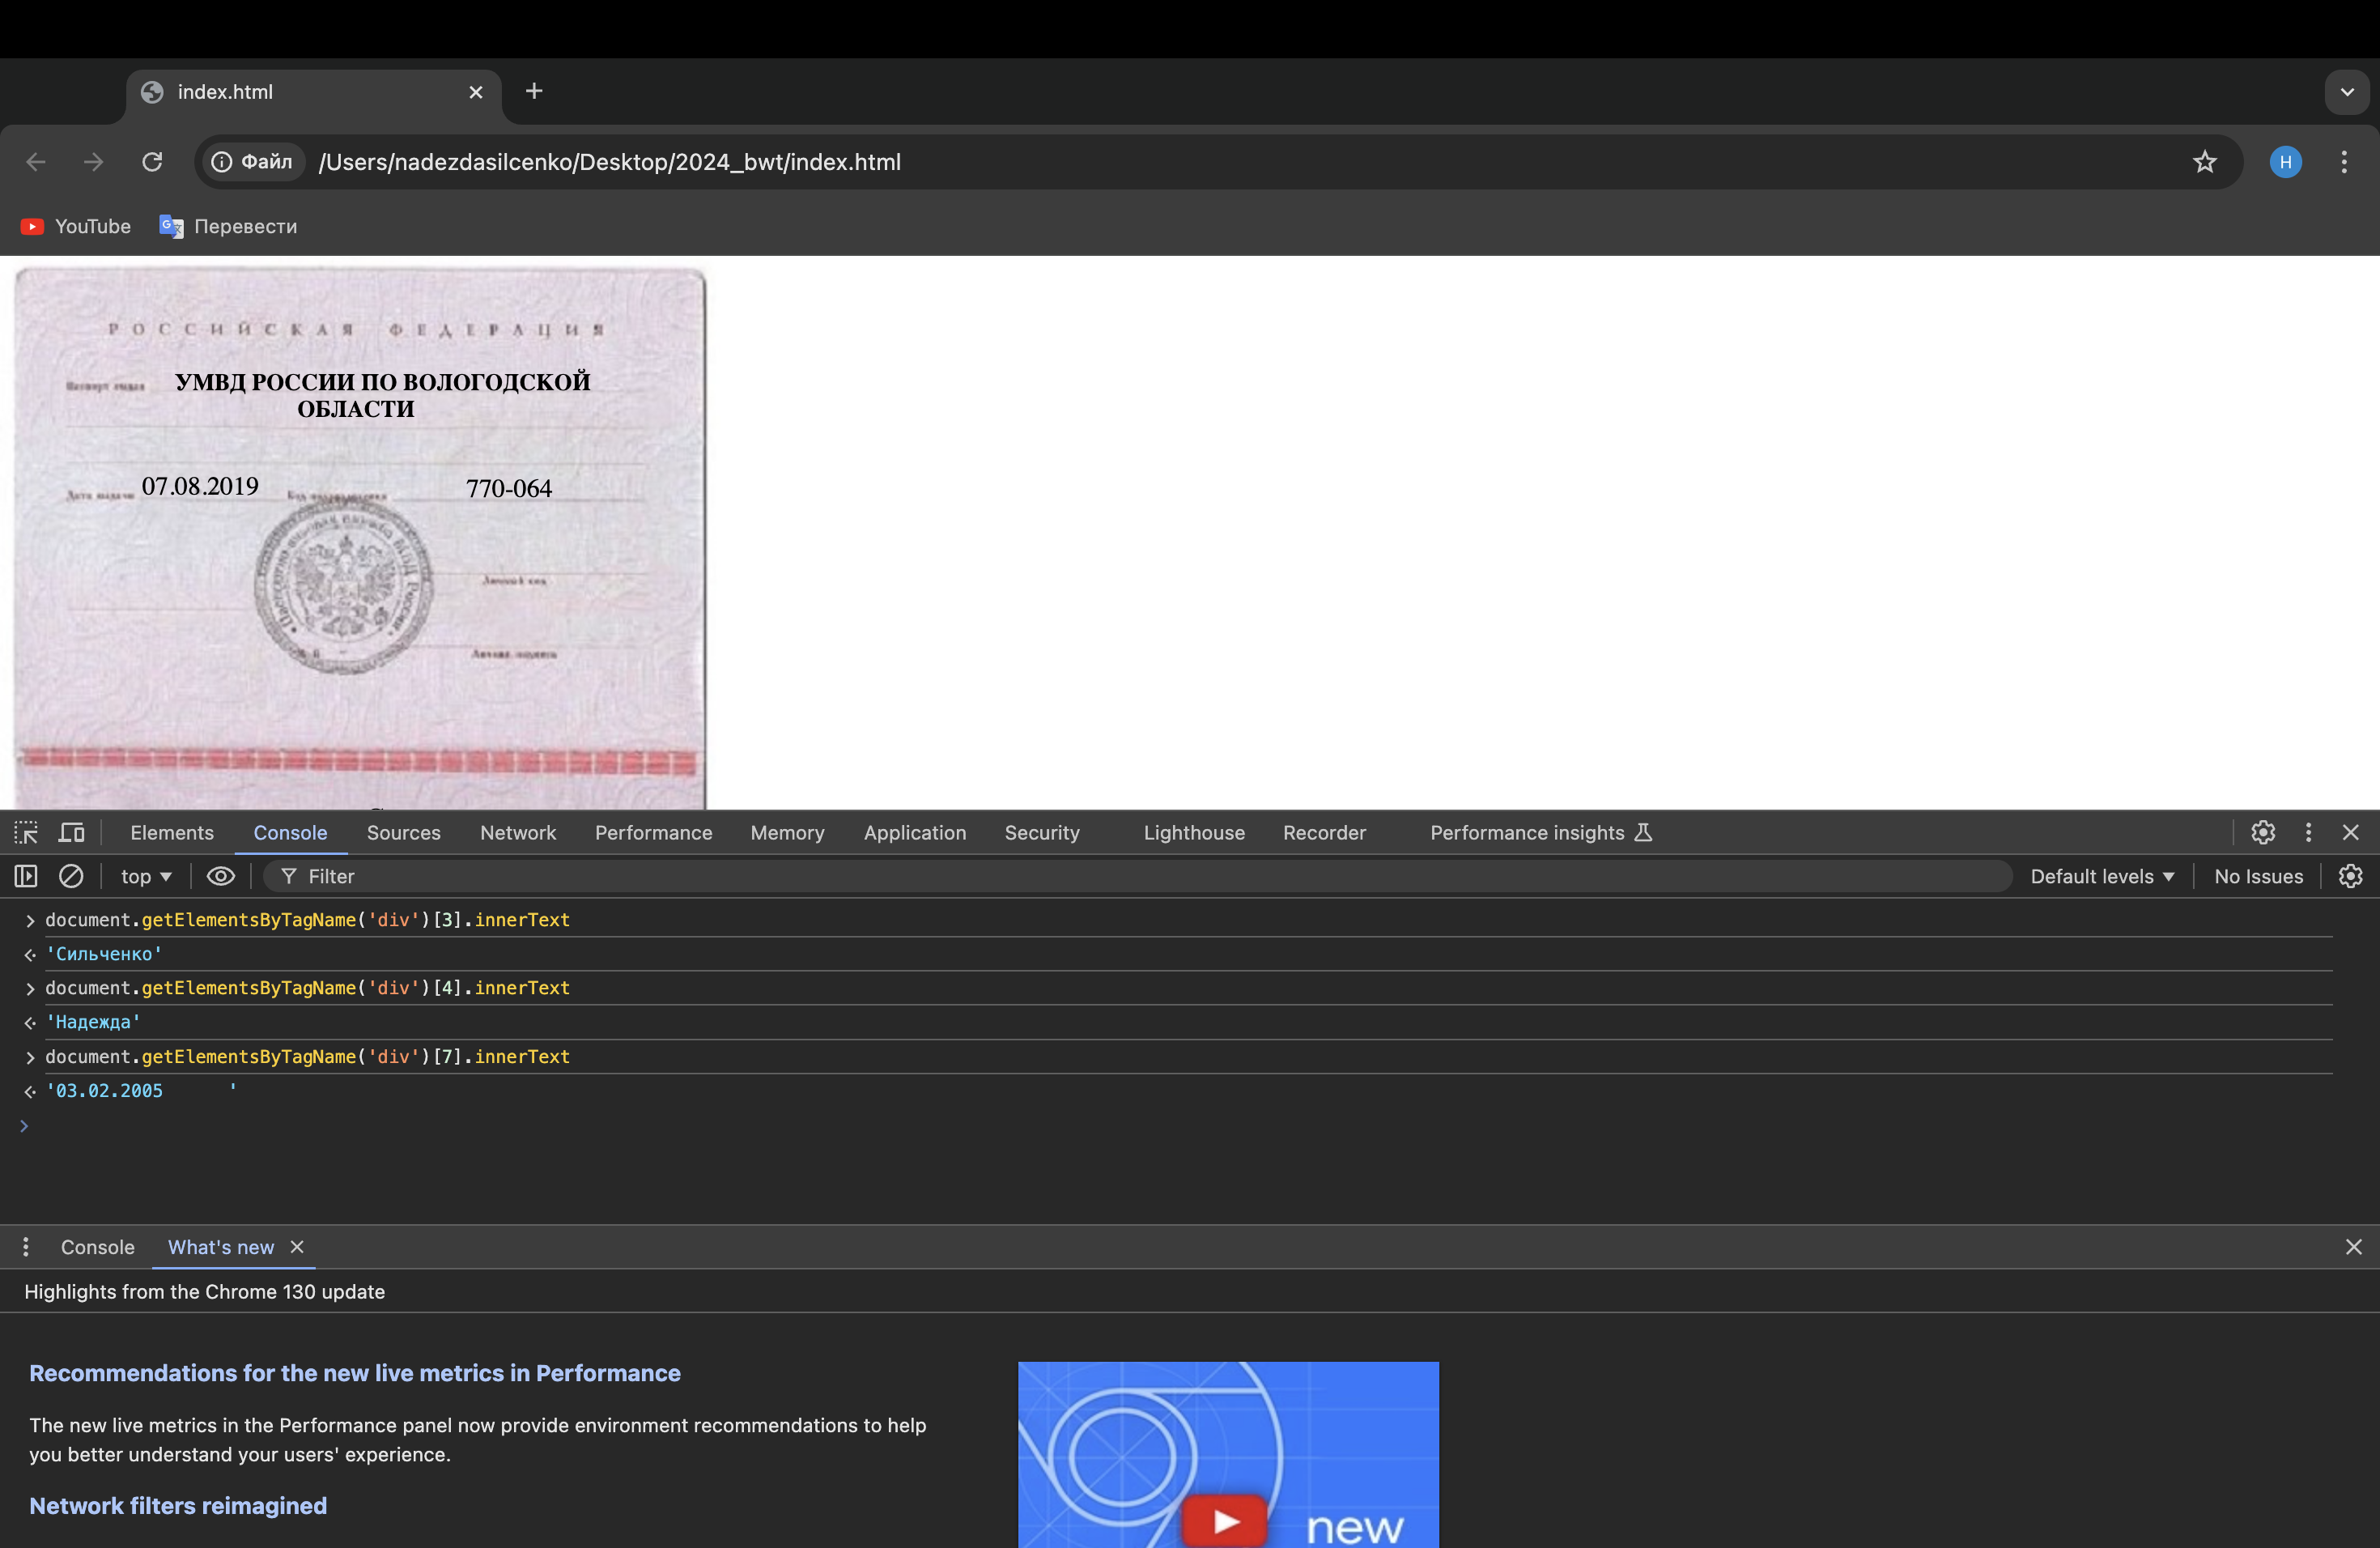 index.html
Файл /Users/nadezdasilcenko/Desktop/2024_bwt/index.html
H
YouTube Перевести
РОССИЙСКАЯ ФЕДЕРАЦИЯ
Паспорт выдан УМВД РОССИИ ПО ВОЛОГОДСКОЙ
ОБЛАСТИ
Дата выдачи 07.08.2019 Код подразделения 770-064
Личный код
Личная подпись
Elements Console Sources Network Performance Memory Application Security Lighthouse Recorder Performance insights
top Filter Default levels No Issues
document.getElementsByTagName('div')[3].innerText
'Сильченко'
document.getElementsByTagName('div')[4].innerText
'Надежда'
document.getElementsByTagName('div')[7].innerText
'03.02.2005      '
Console What's new
Highlights from the Chrome 130 update
Recommendations for the new live metrics in Performance
The new live metrics in the Performance panel now provide environment recommendations to help
you better understand your users' experience.
Network filters reimagined
new